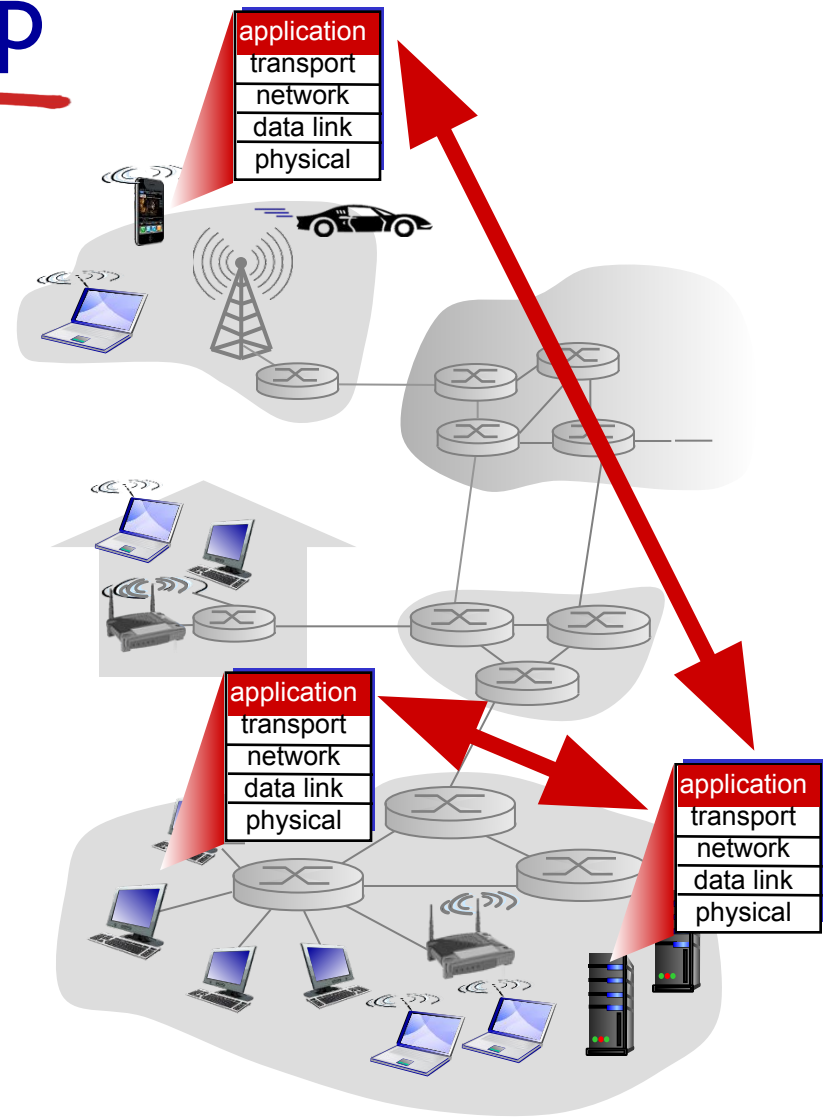 p
application
transport
network
data link
physical
application
transport
network
data link
physical
application
transport
network
data link
physical